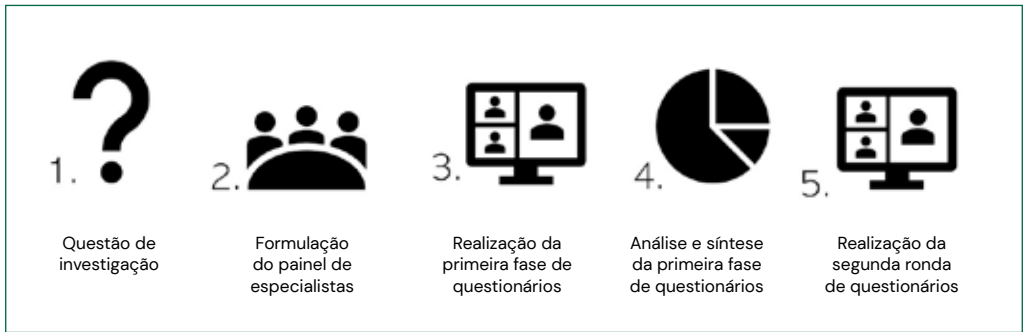 1.
Questão de
investigação
2.
Formulação
do painel de
especialistas
3.
Realização da
primeira fase de
questionários
4.
Análise e síntese
da primeira fase
de questionários
5.
Realização da
segunda ronda
de questionários